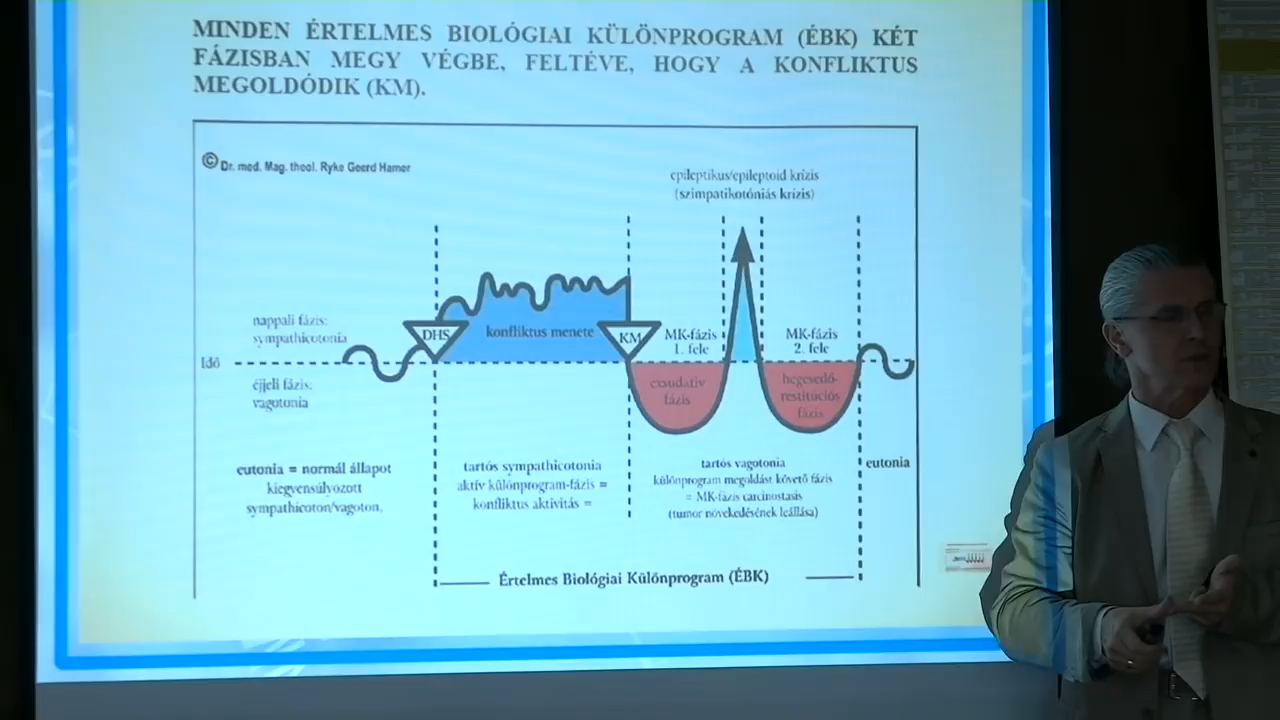 MINDEN ÉRTELMES BIOLÓGIAI KÜLÖNPROGRAM (ÉBK) KÉT
FÁZISBAN MEGY VÉGBE, FELTÉVE, HOGY A KONFLIKTUS
MEGOLDÓDIK (KM).
© Dr. med. Mag. theol. Ryke Geerd Hamer
epileptikus/epileptoid krízis
(szimpatikotóniás krízis)
nappali fázis:
sympathicotonia
DHS
konfliktus menete
KM
MK-fázis
1. fele
MK-fázis
2. fele
Idő
éjjeli fázis:
vagotonia
exsudatív
fázis
hegesedő-
restitúciós
fázis
eutonia = normál állapot
kiegyensúlyozott
sympathicoton/vagoton.
tartós sympathicotonia
aktív különprogram-fázis =
konfliktus aktivitás =
tartós vagotonia
különprogram megoldást követő fázis
= MK-fázis carcinostasis
(tumor növekedésének leállása)
eutonia
Értelmes Biológiai Különprogram (ÉBK)